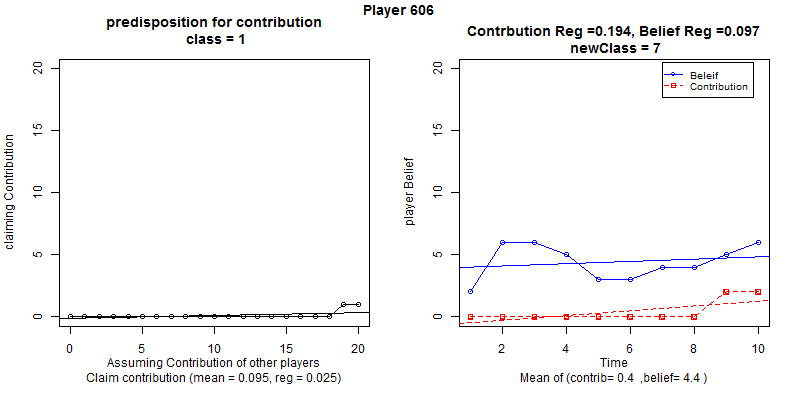 Player 606
predisposition for contribution
class = 1
claiming Contribution
20
15
10
5
0
0 5 10 15 20
Assuming Contribution of other players
Claim contribution (mean = 0.095, reg = 0.025)
Contrbution Reg =0.194, Belief Reg =0.097
newClass = 7
player Belief
20
15
10
5
0
Beleif
Contribution
2 4 6 8 10
Time
Mean of (contrib= 0.4 ,belief= 4.4 )